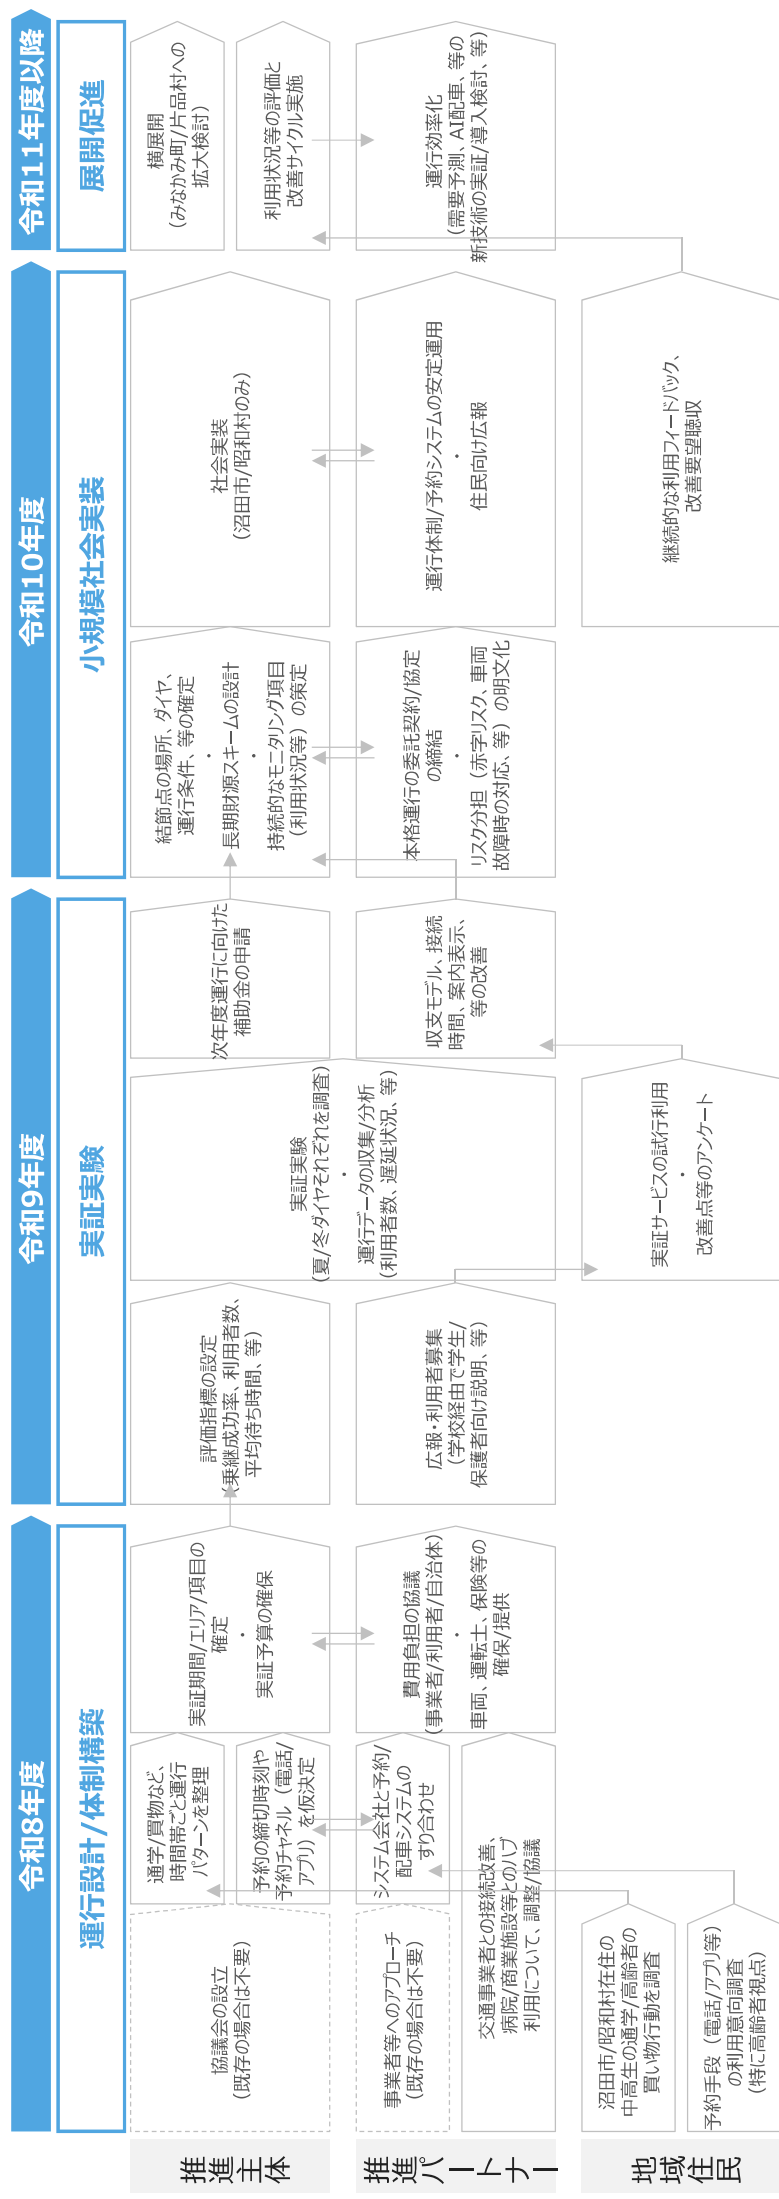 令和8年度
令和9年度
令和10年度
令和11年度以降
運行設計/体制構築
実証実験
小規模社会実装
展開促進
推進主体
協議会の設立
(既存の場合は不要)
通学/買物など、
時間帯ごと運行
パターンを整理
予約の締切時刻や
予約チャネル（電話/
アプリ）を仮決定
実証期間/エリア/項目の
確定
・
実証予算の確保
評価指標の設定
(乗継成功率、利用者数、
平均待ち時間、等)
実証実験
(夏/冬ダイヤそれぞれを調査)
・
運行データの収集/分析
(利用者数、遅延状況、等)
次年度運行に向けた
補助金の申請
結節点の場所、ダイヤ、
運行条件、等の確定
・
長期財源スキームの設計
・
持続的なモニタリング項目
(利用状況等）の策定
社会実装
(沼田市/昭和村のみ)
横展開
(みなかみ町/片品村への
拡大検討)
利用状況等の評価と
改善サイクル実施
推進パートナー
事業者等へのアプローチ
(既存の場合は不要)
システム会社と予約/
配車システムの
すり合わせ
交通事業者との接続改善、
病院/商業施設等とのハブ
利用について、調整/協議
費用負担の協議
(事業者/利用者/自治体)
・
車両、運転士、保険等の
確保/提供
広報・利用者募集
(学校経由で学生/
保護者向け説明、等)
収支モデル、接続
時間、案内表示、
等の改善
本格運行の委託契約/協定
の締結
・
リスク分担（赤字リスク、車両
故障時の対応、等）の明文化
運行体制/予約システムの安定運用
・
住民向け広報
運行効率化
(需要予測、AI配車、等の
新技術の実証/導入検討、等)
地域住民
沼田市/昭和村在住の
中高生の通学/高齢者の
買い物行動を調査
予約手段（電話/アプリ等）
の利用意向調査
(特に高齢者視点)
実証サービスの試行利用
・
改善点等のアンケート
継続的な利用フィードバック、
改善要望聴取